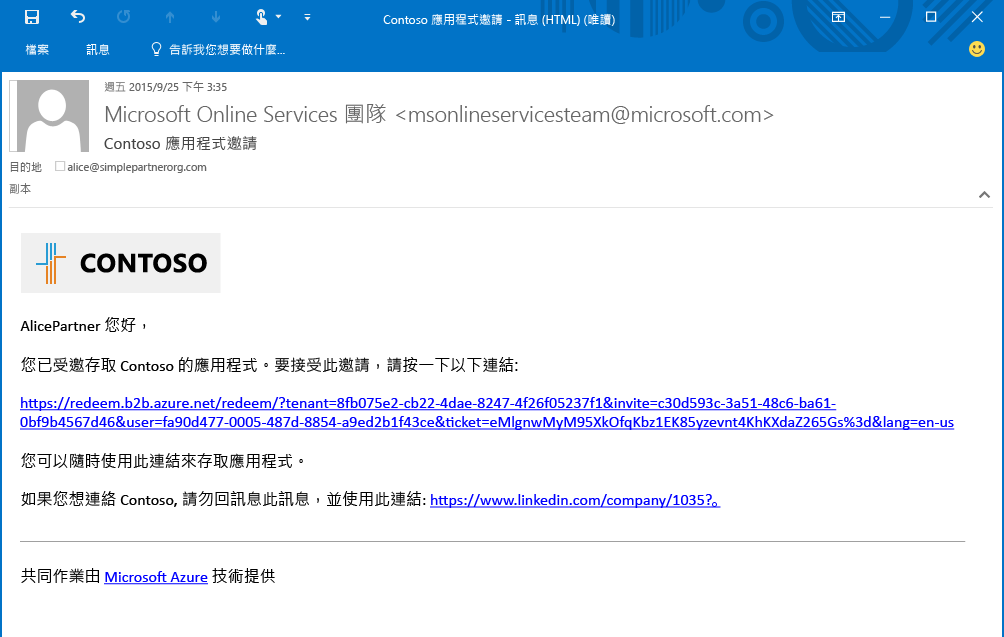 Contoso 應用程式邀請 - 訊息 (HTML) (唯讀)
檔案 訊息 告訴我您想要做什麼...
週五 2015/9/25 下午 3:35
Microsoft Online Services 團隊 <msonlineservicesteam@microsoft.com>
Contoso 應用程式邀請
目的地 alice@simplepartnerorg.com
副本
CONTOSO
AlicePartner 您好，
您已受邀存取 Contoso 的應用程式。要接受此邀請，請按一下以下連結:
https://redeem.b2b.azure.net/redeem/?tenant=8fb075e2-cb22-4dae-8247-4f26f05237f1&invite=c30d593c-3a51-48c6-ba61-
0bf9b4567d46&user=fa90d477-0005-487d-8854-a9ed2b1f43ce&ticket=eMlgnwMyM95XkOfqKbz1EK85yzevnt4KhKXdaZ265Gs%3d&lang=en-us
您可以隨時使用此連結來存取應用程式。
如果您想連絡 Contoso, 請勿回訊息此訊息，並使用此連結: https://www.linkedin.com/company/1035?。
共同作業由 Microsoft Azure 技術提供